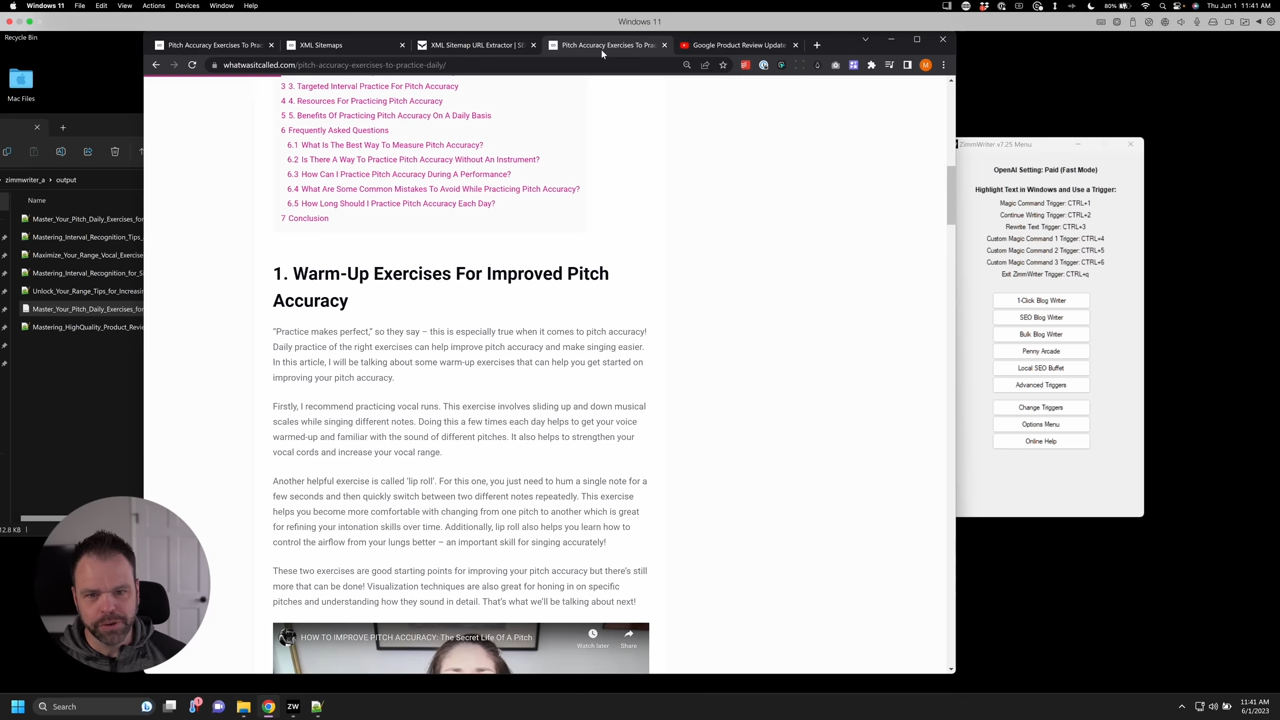 Windows 11
File
Edit
View
Actions
Devices
Window
Help
80%
Thu Jun 1
11:41 AM
Windows 11
Recycle Bin
Mac Files
Pitch Accuracy Exercises To Prac
XML Sitemaps
XML Sitemap URL Extractor | SE
Pitch Accuracy Exercises To Prac
Google Product Review Update
whatwasitcalled.com/pitch-accuracy-exercises-to-practice-daily/
zimmwriter_a > output
Name
Master_Your_Pitch_Daily_Exercises_for
Mastering_Interval_Recognition_Tips_
Maximize_Your_Range_Vocal_Exercise
Mastering_Interval_Recognition_for_S
Unlock_Your_Range_Tips_for_Increasin
Master_Your_Pitch_Daily_Exercises_for
Mastering_HighQuality_Product_Revie
12.8 KB
3 3. Targeted Interval Practice For Pitch Accuracy
4 4. Resources For Practicing Pitch Accuracy
5 5. Benefits Of Practicing Pitch Accuracy On A Daily Basis
6 Frequently Asked Questions
6.1 What Is The Best Way To Measure Pitch Accuracy?
6.2 Is There A Way To Practice Pitch Accuracy Without An Instrument?
6.3 How Can I Practice Pitch Accuracy During A Performance?
6.4 What Are Some Common Mistakes To Avoid While Practicing Pitch Accuracy?
6.5 How Long Should I Practice Pitch Accuracy Each Day?
7 Conclusion
1. Warm-Up Exercises For Improved Pitch
Accuracy
“Practice makes perfect,” so they say – this is especially true when it comes to pitch accuracy!
Daily practice of the right exercises can help improve pitch accuracy and make singing easier.
In this article, I will be talking about some warm-up exercises that can help you get started on
improving your pitch accuracy.
Firstly, I recommend practicing vocal runs. This exercise involves sliding up and down musical
scales while singing different notes. Doing this a few times each day helps to get your voice
warmed-up and familiar with the sound of different pitches. It also helps to strengthen your
vocal cords and increase your vocal range.
Another helpful exercise is called ‘lip roll’. For this one, you just need to hum a single note for a
few seconds and then quickly switch between two different notes repeatedly. This exercise
helps you become more comfortable with changing from one pitch to another which is great
for refining your intonation skills over time. Additionally, lip roll also helps you learn how to
control the airflow from your lungs better – an important skill for singing accurately!
These two exercises are good starting points for improving your pitch accuracy but there’s still
more that can be done! Visualization techniques are also great for honing in on specific
pitches and understanding how they sound in detail. That’s what we’ll be talking about next!
HOW TO IMPROVE PITCH ACCURACY: The Secret Life Of A Pitch
Watch later
Share
ZimmWriter v7.25 Menu
OpenAI Setting: Paid (Fast Mode)
Highlight Text in Windows and Use a Trigger:
Magic Command Trigger: CTRL+1
Continue Writing Trigger: CTRL+2
Rewrite Text Trigger: CTRL+3
Custom Magic Command 1 Trigger: CTRL+4
Custom Magic Command 2 Trigger: CTRL+5
Custom Magic Command 3 Trigger: CTRL+6
Exit ZimmWriter Trigger: CTRL+q
1-Click Blog Writer
SEO Blog Writer
Bulk Blog Writer
Penny Arcade
Local SEO Buffet
Advanced Triggers
Change Triggers
Options Menu
Online Help
Search
1
ZW
11:41 AM
6/1/2023